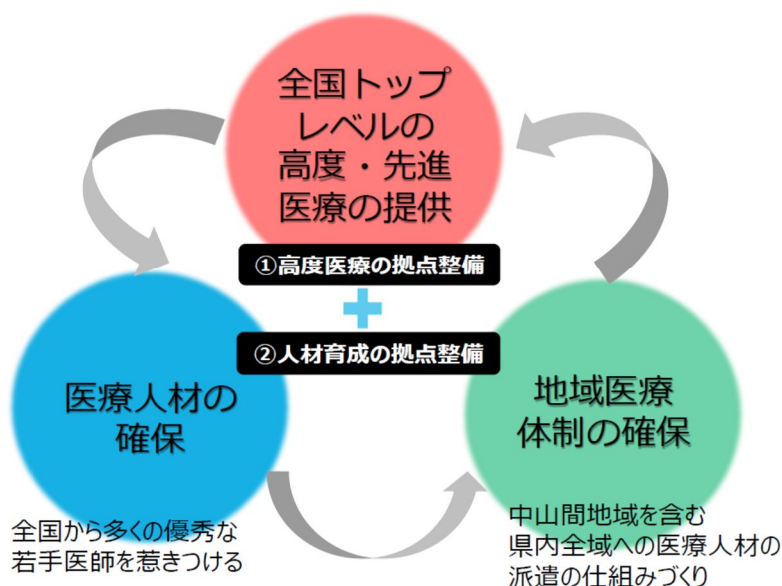 全国トップ
レベルの
高度・先進
医療の提供
①高度医療の拠点整備
②人材育成の拠点整備
医療人材の
確保
地域医療
体制の確保
全国から多くの優秀な
若手医師を惹きつける
中山間地域を含む
県内全域への医療人材の
派遣の仕組みづくり